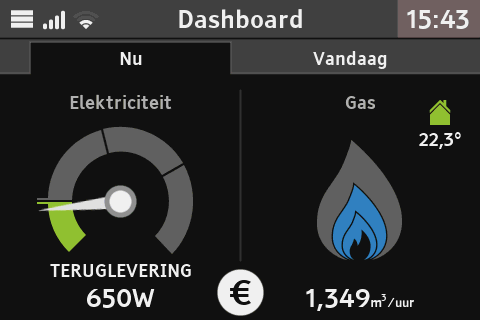 Dashboard
15:43
Nu
Vandaag
Elektriciteit
Gas
22,3°
TERUGLEVERING
650W
€
1,349m³/uur